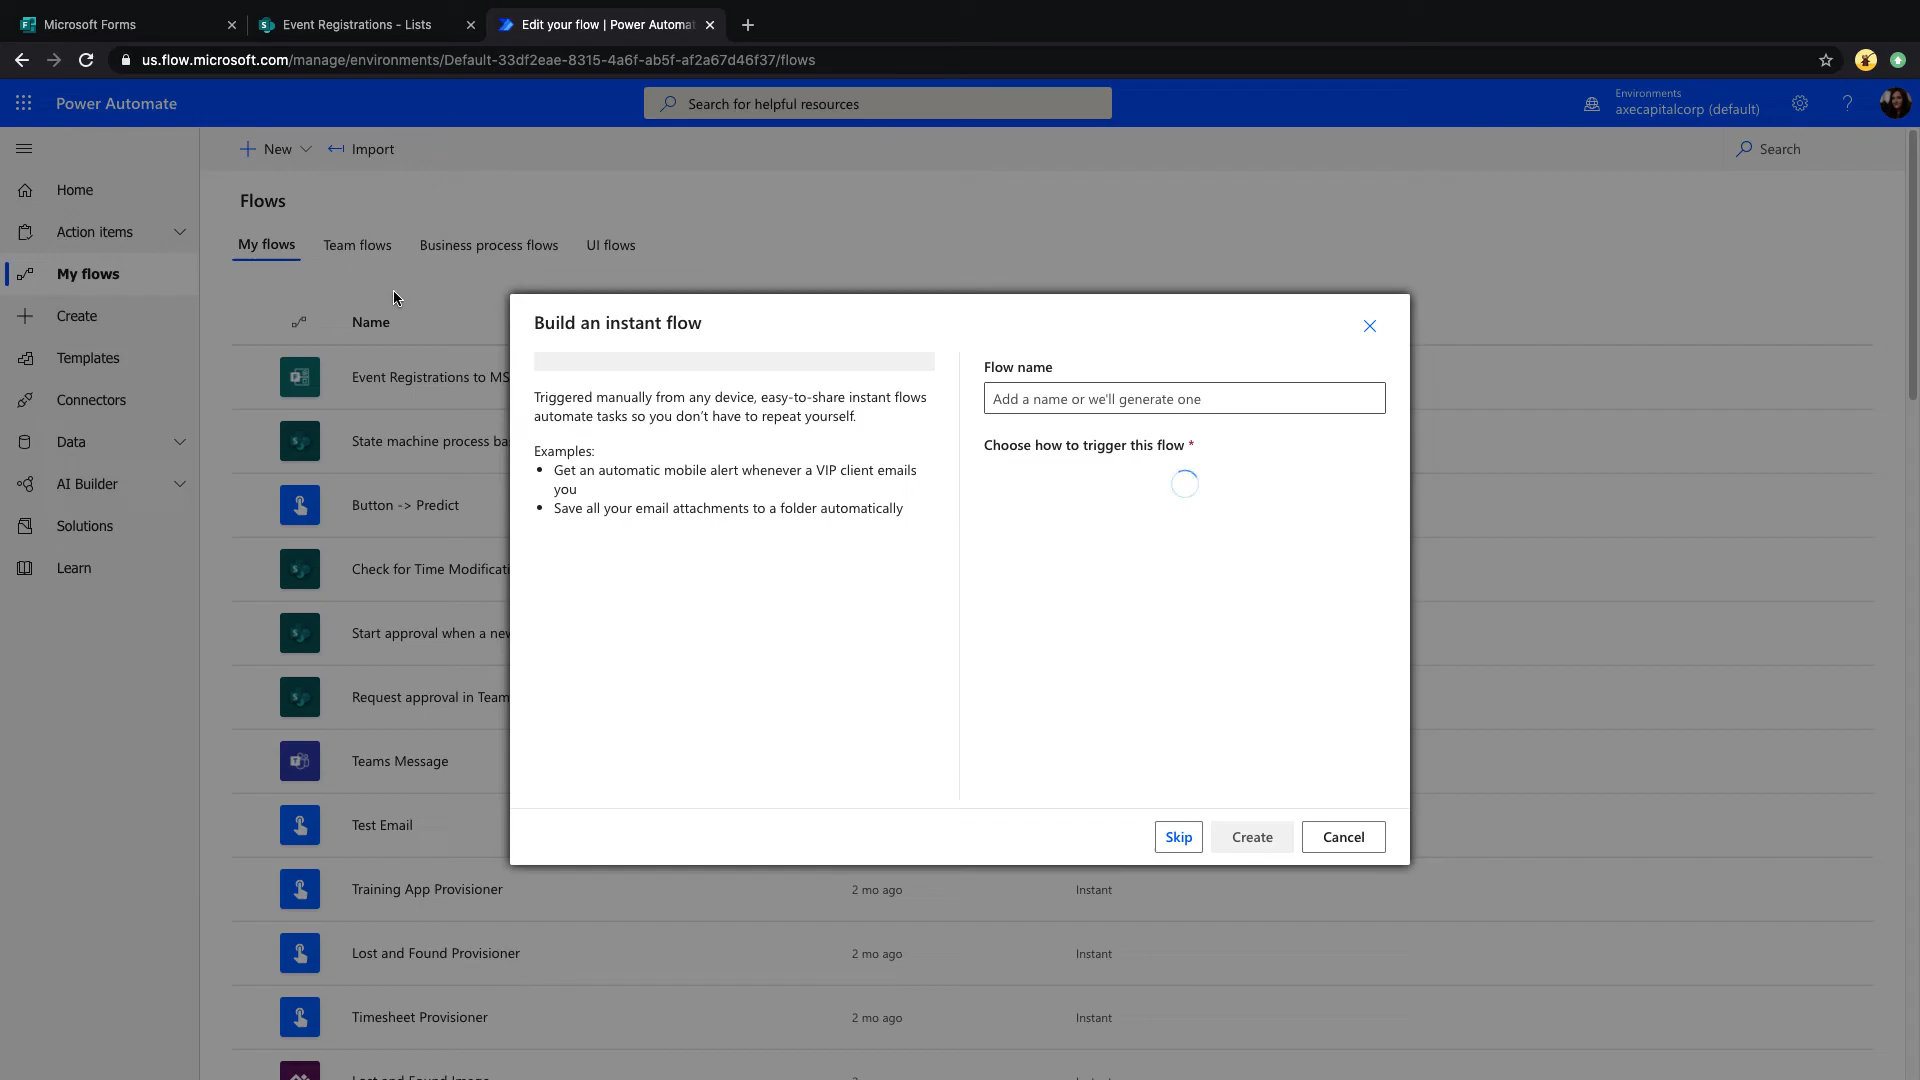 Microsoft Forms
Event Registrations - Lists
Edit your flow | Power Automat
us.flow.microsoft.com/manage/environments/Default-33df2eae-8315-4a6f-ab5f-af2a67d46f37/flows
Power Automate
Search for helpful resources
Environments
axecapitalcorp (default)
New
Import
Search
Home
Action items
My flows
Create
Templates
Connectors
Data
AI Builder
Solutions
Learn
Flows
My flows
Team flows
Business process flows
UI flows
Name
Event Registrations to MS
State machine process ba
Button -> Predict
Check for Time Modificati
Start approval when a new
Request approval in Team
Teams Message
Test Email
Training App Provisioner
2 mo ago
Instant
Lost and Found Provisioner
2 mo ago
Instant
Timesheet Provisioner
2 mo ago
Instant
Build an instant flow
Triggered manually from any device, easy-to-share instant flows
automate tasks so you don't have to repeat yourself.
Examples:
• Get an automatic mobile alert whenever a VIP client emails
you
• Save all your email attachments to a folder automatically
Flow name
Add a name or we'll generate one
Choose how to trigger this flow *
Skip
Create
Cancel